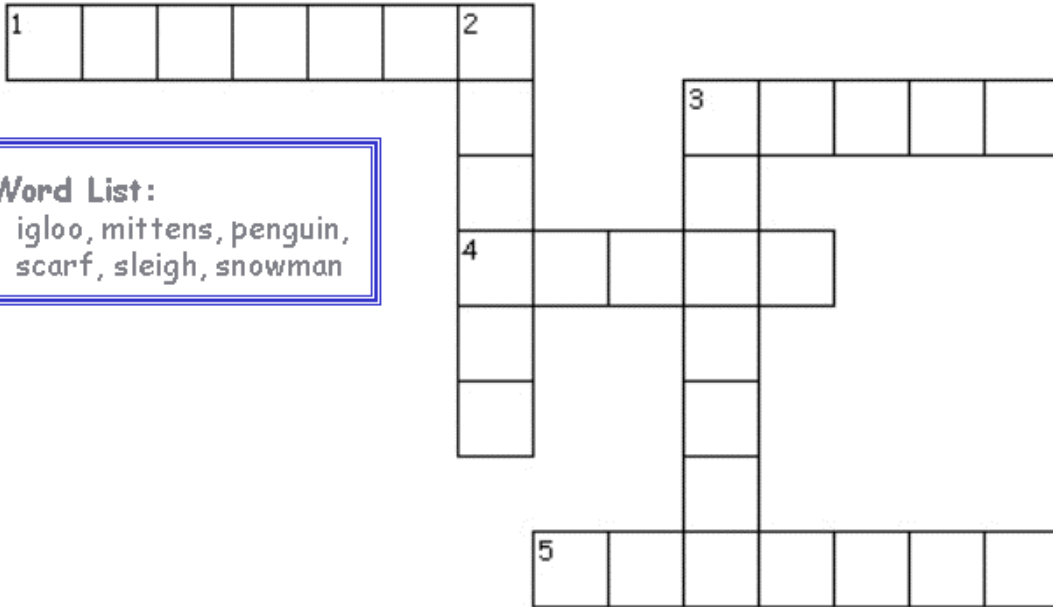 1
2
3
Word List:
igloo, mittens, penguin,
4
scarf, sleigh, snowman
5